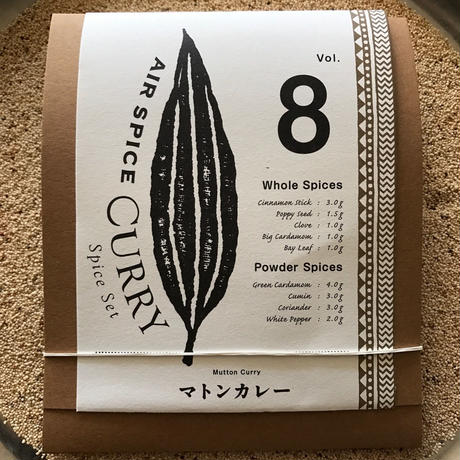 AIR SPICE CURRY
Spice Set
Vol.
8
Whole Spices
Cinnamon Stick : 3.0g
Poppy Seed : 1.5g
Clove : 1.0g
Big Cardamom : 1.0g
Bay Leaf : 1.0g
Powder Spices
Green Cardamom : 4.0g
Cumin : 3.0g
Coriander : 3.0g
White Pepper : 2.0g
Mutton Curry
マトンカレー